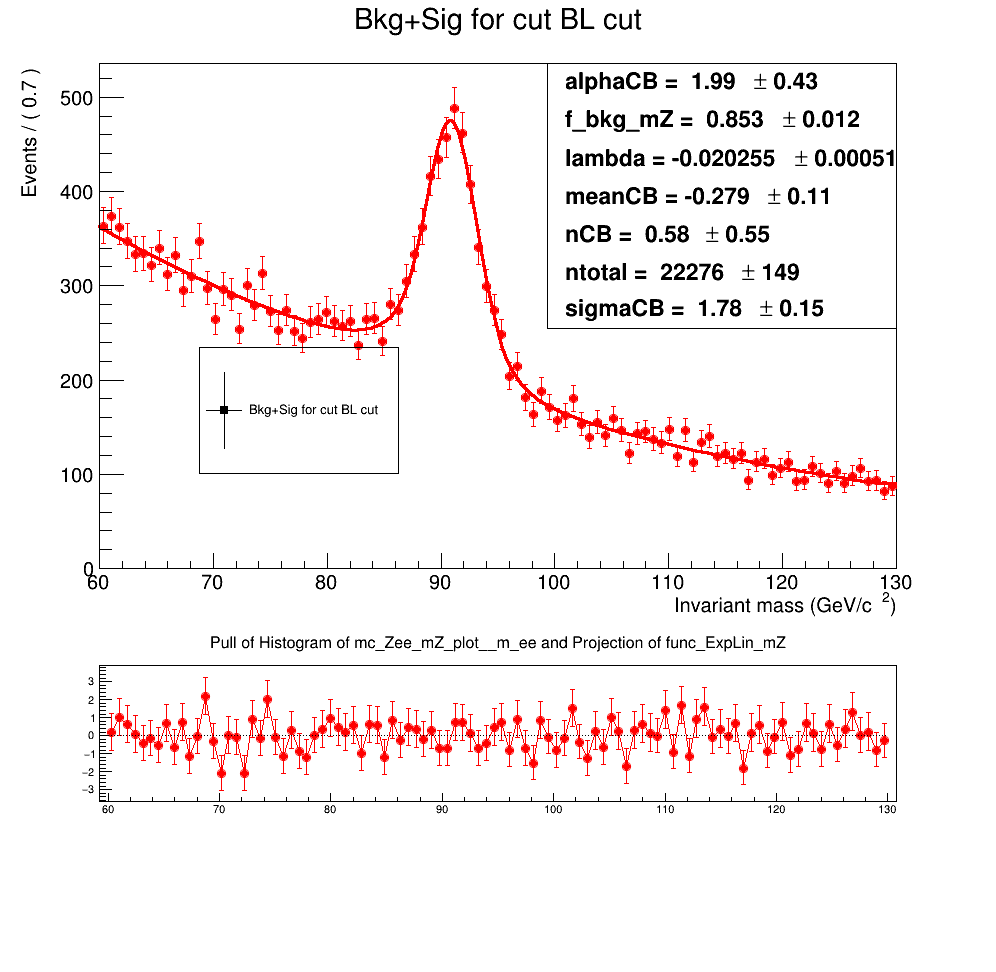 Bkg+Sig for cut BL cut
Events / ( 0.7 )
500
400
300
200
100
0
alphaCB = 1.99 ± 0.43
f_bkg_mZ = 0.853 ± 0.012
lambda = -0.020255 ± 0.00051
meanCB = -0.279 ± 0.11
nCB = 0.58 ± 0.55
ntotal = 22276 ± 149
sigmaCB = 1.78 ± 0.15
Bkg+Sig for cut BL cut
60 70 80 90 100 110 120 130
Invariant mass (GeV/c 2)
Pull of Histogram of mc_Zee_mZ_plot__m_ee and Projection of func_ExpLin_mZ
3
2
1
0
−1
−2
−3
60 70 80 90 100 110 120 130